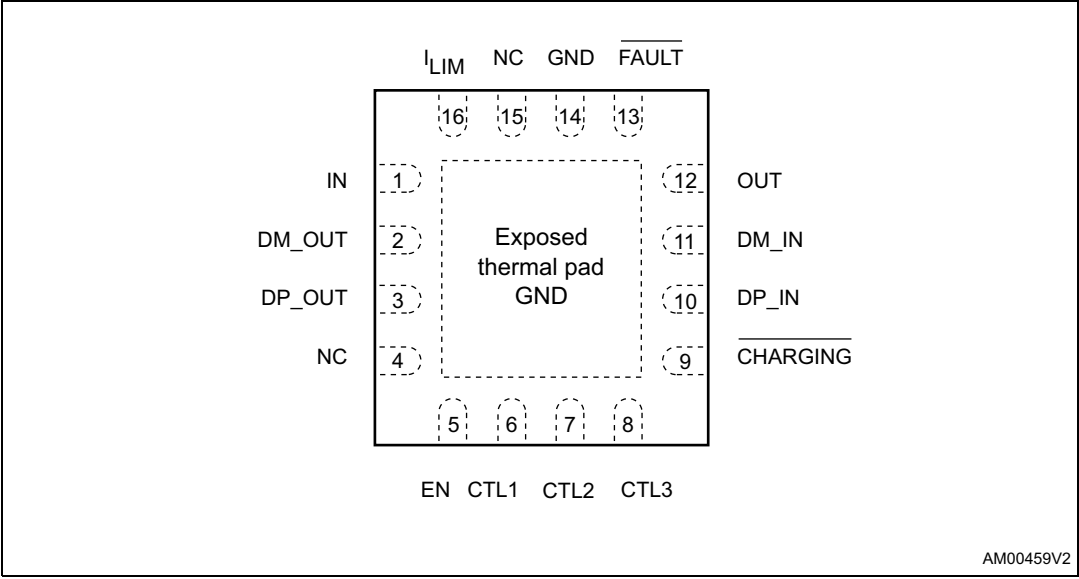 ILIM NC GND FAULT
16 15 14 13
IN 1 12 OUT
DM_OUT 2 11 DM_IN
DP_OUT 3 10 DP_IN
NC 4 9 CHARGING
Exposed
thermal pad
GND
5 6 7 8
EN CTL1 CTL2 CTL3
AM00459V2